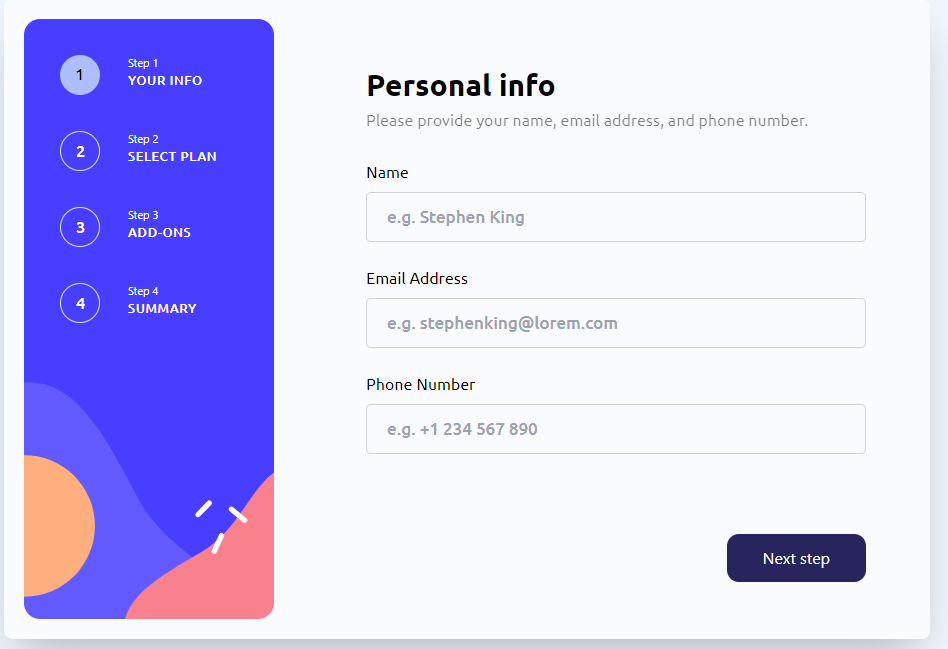 1
Step 1
YOUR INFO
2
Step 2
SELECT PLAN
3
Step 3
ADD-ONS
4
Step 4
SUMMARY
Personal info
Please provide your name, email address, and phone number.
Name
e.g. Stephen King
Email Address
e.g. stephenking@lorem.com
Phone Number
e.g. +1 234 567 890
Next step